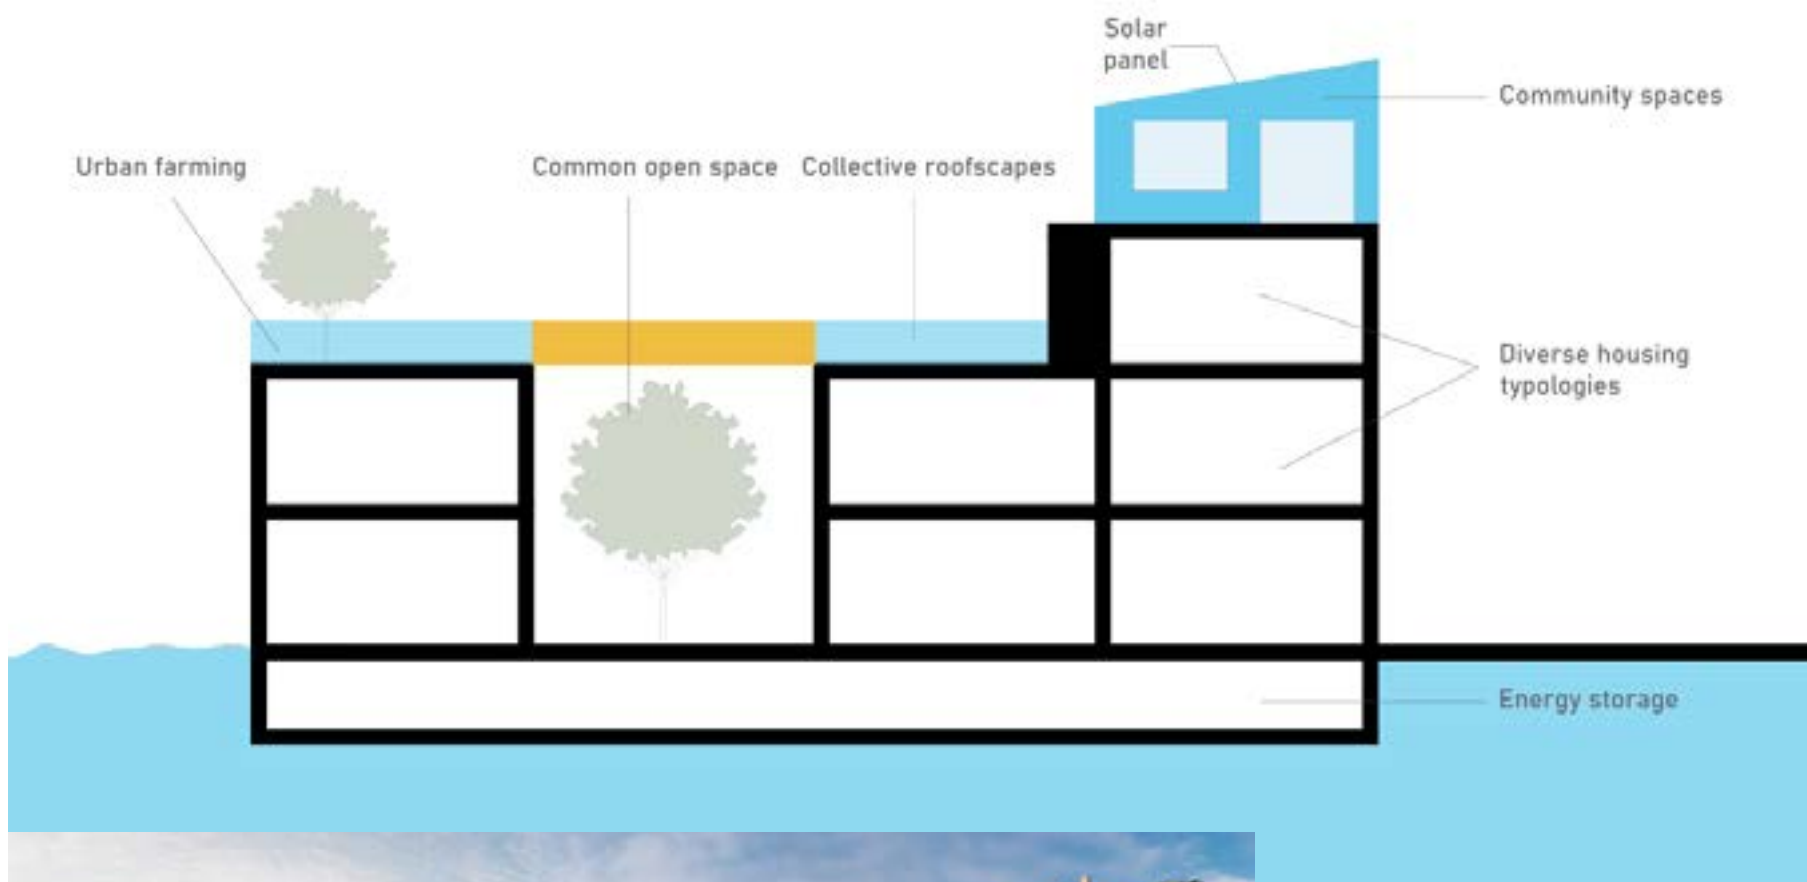 Solar
panel
Community spaces
Urban farming
Common open space
Collective roofscapes
Diverse housing
typologies
Energy storage